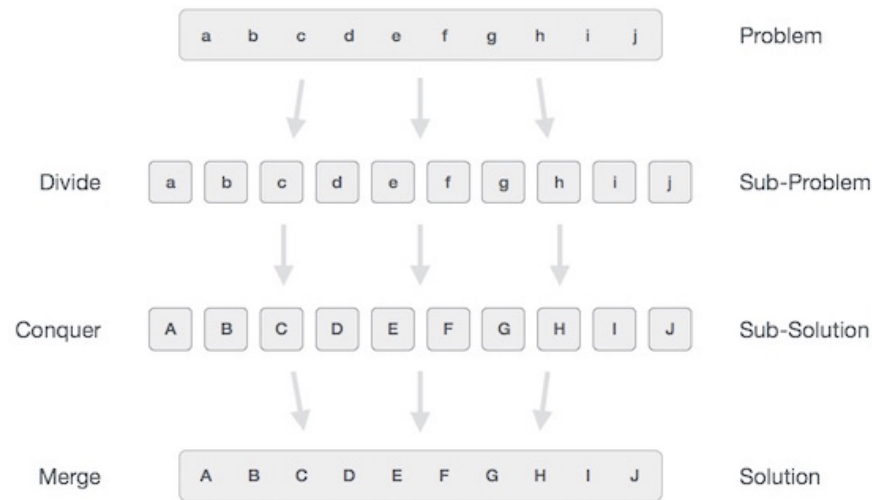 a b c d e f g h i j Problem
Divide a b c d e f g h i j Sub-Problem
Conquer A B C D E F G H I J Sub-Solution
Merge A B C D E F G H I J Solution